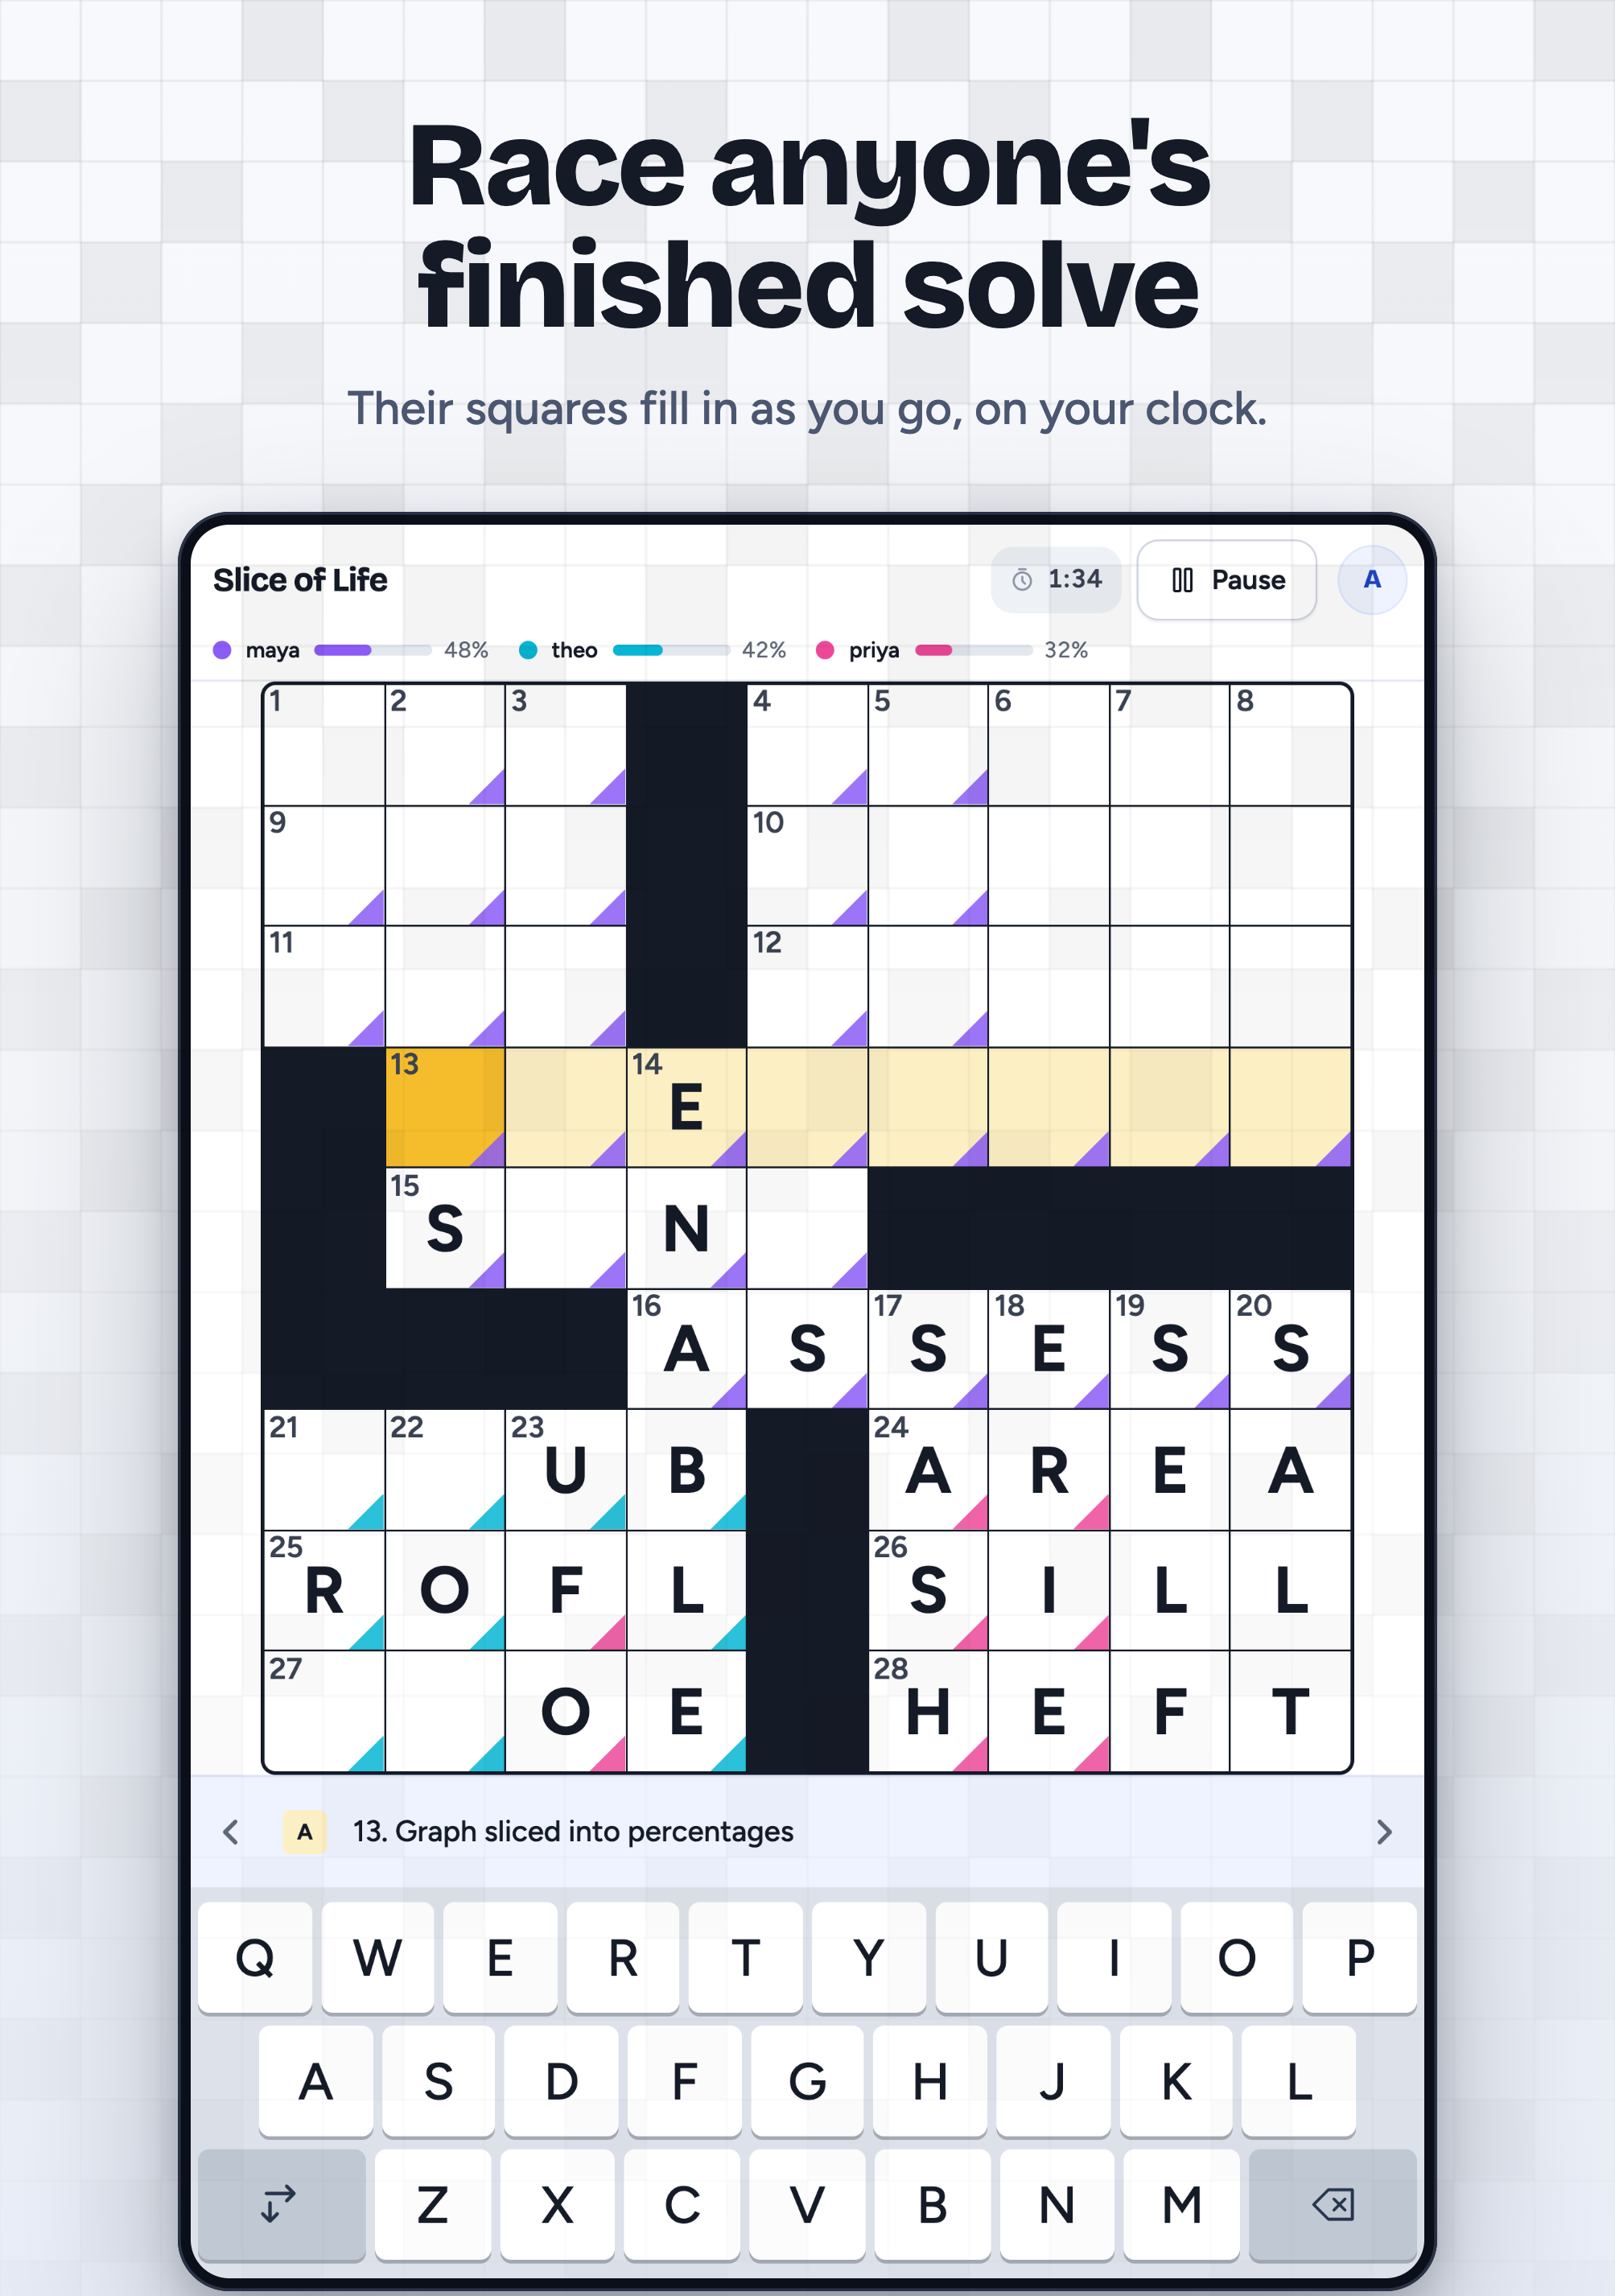 Race anyone's
finished solve
Their squares fill in as you go, on your clock.
Slice of Life 1:34 Pause A
maya 48% theo 42% priya 32%
1 2 3 4 5 6 7 8
9 10
11 12
13 14 E
15 S N
16 A S 17 S 18 E 19 S 20 S
21 22 23 U B 24 A R E A
25 R O F L 26 S I L L
27 O E 28 H E F T
A 13. Graph sliced into percentages
Q W E R T Y U I O P
A S D F G H J K L
Z X C V B N M